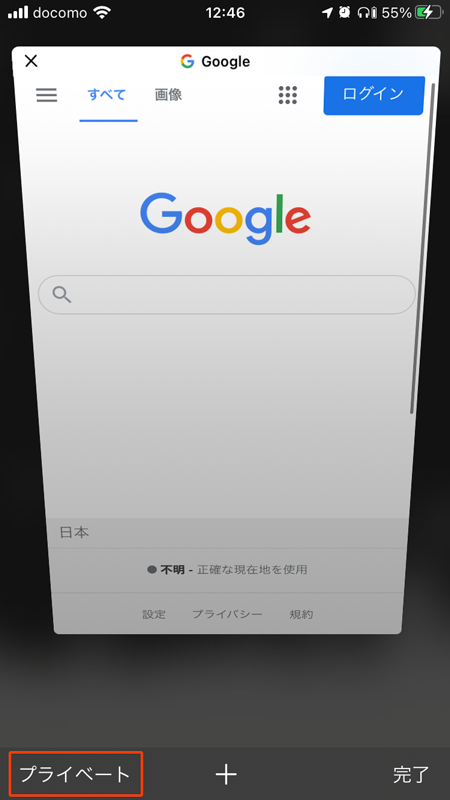 docomo 12:46 55%
Google
すべて 画像 ログイン
Google
日本
不明 - 正確な現在地を使用
設定 プライバシー 規約
プライベート + 完了